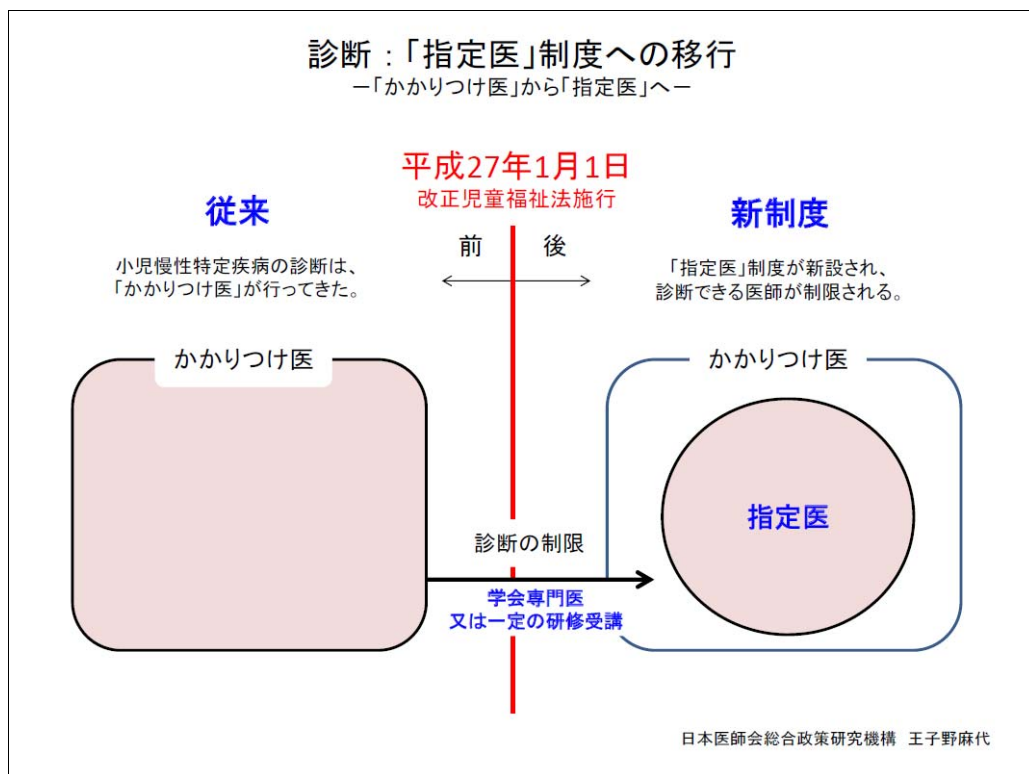 診断：「指定医」制度への移行
－「かかりつけ医」から「指定医」へ－
平成27年1月1日
改正児童福祉法施行
従来
新制度
前
後
小児慢性特定疾病の診断は、
「かかりつけ医」が行ってきた。
「指定医」制度が新設され、
診断できる医師が制限される。
かかりつけ医
かかりつけ医
指定医
診断の制限
学会専門医
又は一定の研修受講
日本医師会総合政策研究機構　王子野麻代